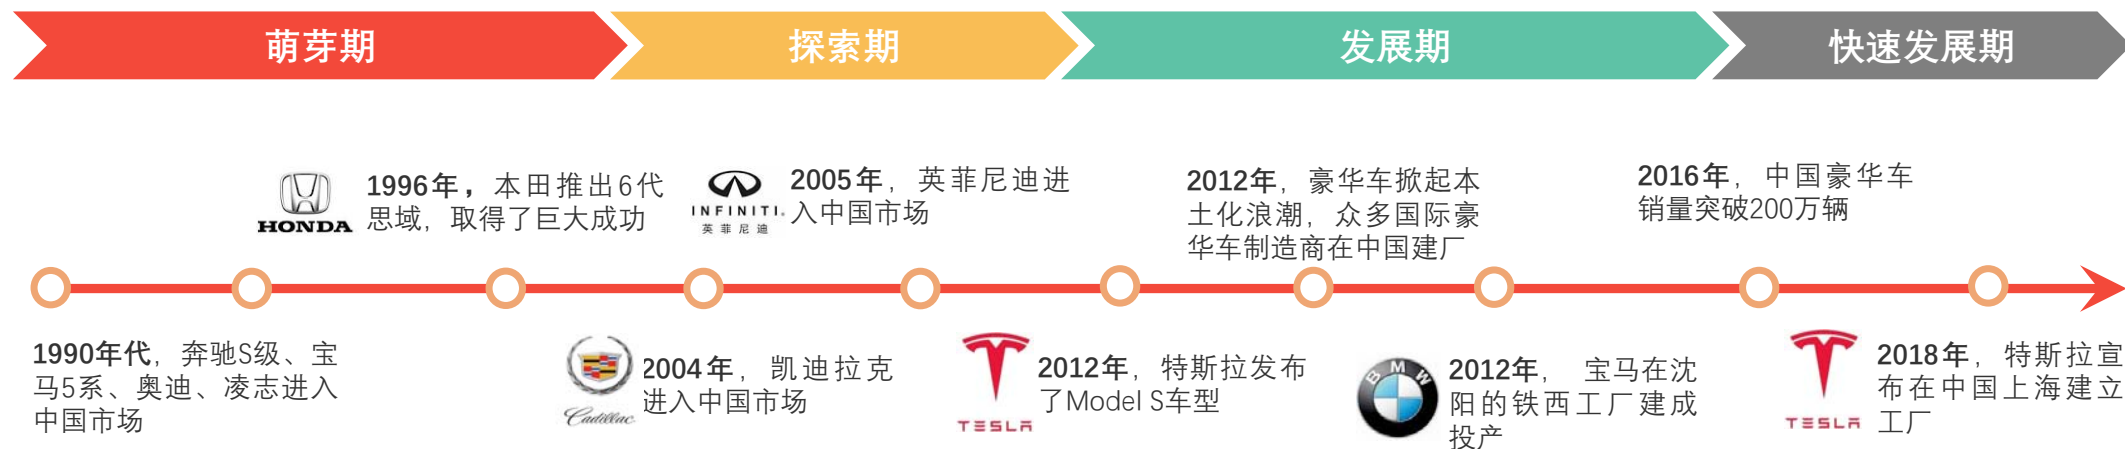 萌芽期
探索期
发展期
快速发展期
HONDA
1996年，本田推出6代
思域，取得了巨大成功
INFINITI
英菲尼迪
2005年，英菲尼迪进
入中国市场
2012年，豪华车掀起本
土化浪潮，众多国际豪
华车制造商在中国建厂
2016年，中国豪华车
销量突破200万辆
1990年代，奔驰S级、宝
马5系、奥迪、凌志进入
中国市场
Cadillac
2004年，凯迪拉克
进入中国市场
TESLA
2012年，特斯拉发布
了Model S车型
BMW
2012年，宝马在沈
阳的铁西工厂建成
投产
TESLA
2018年，特斯拉宣
布在中国上海建立
工厂